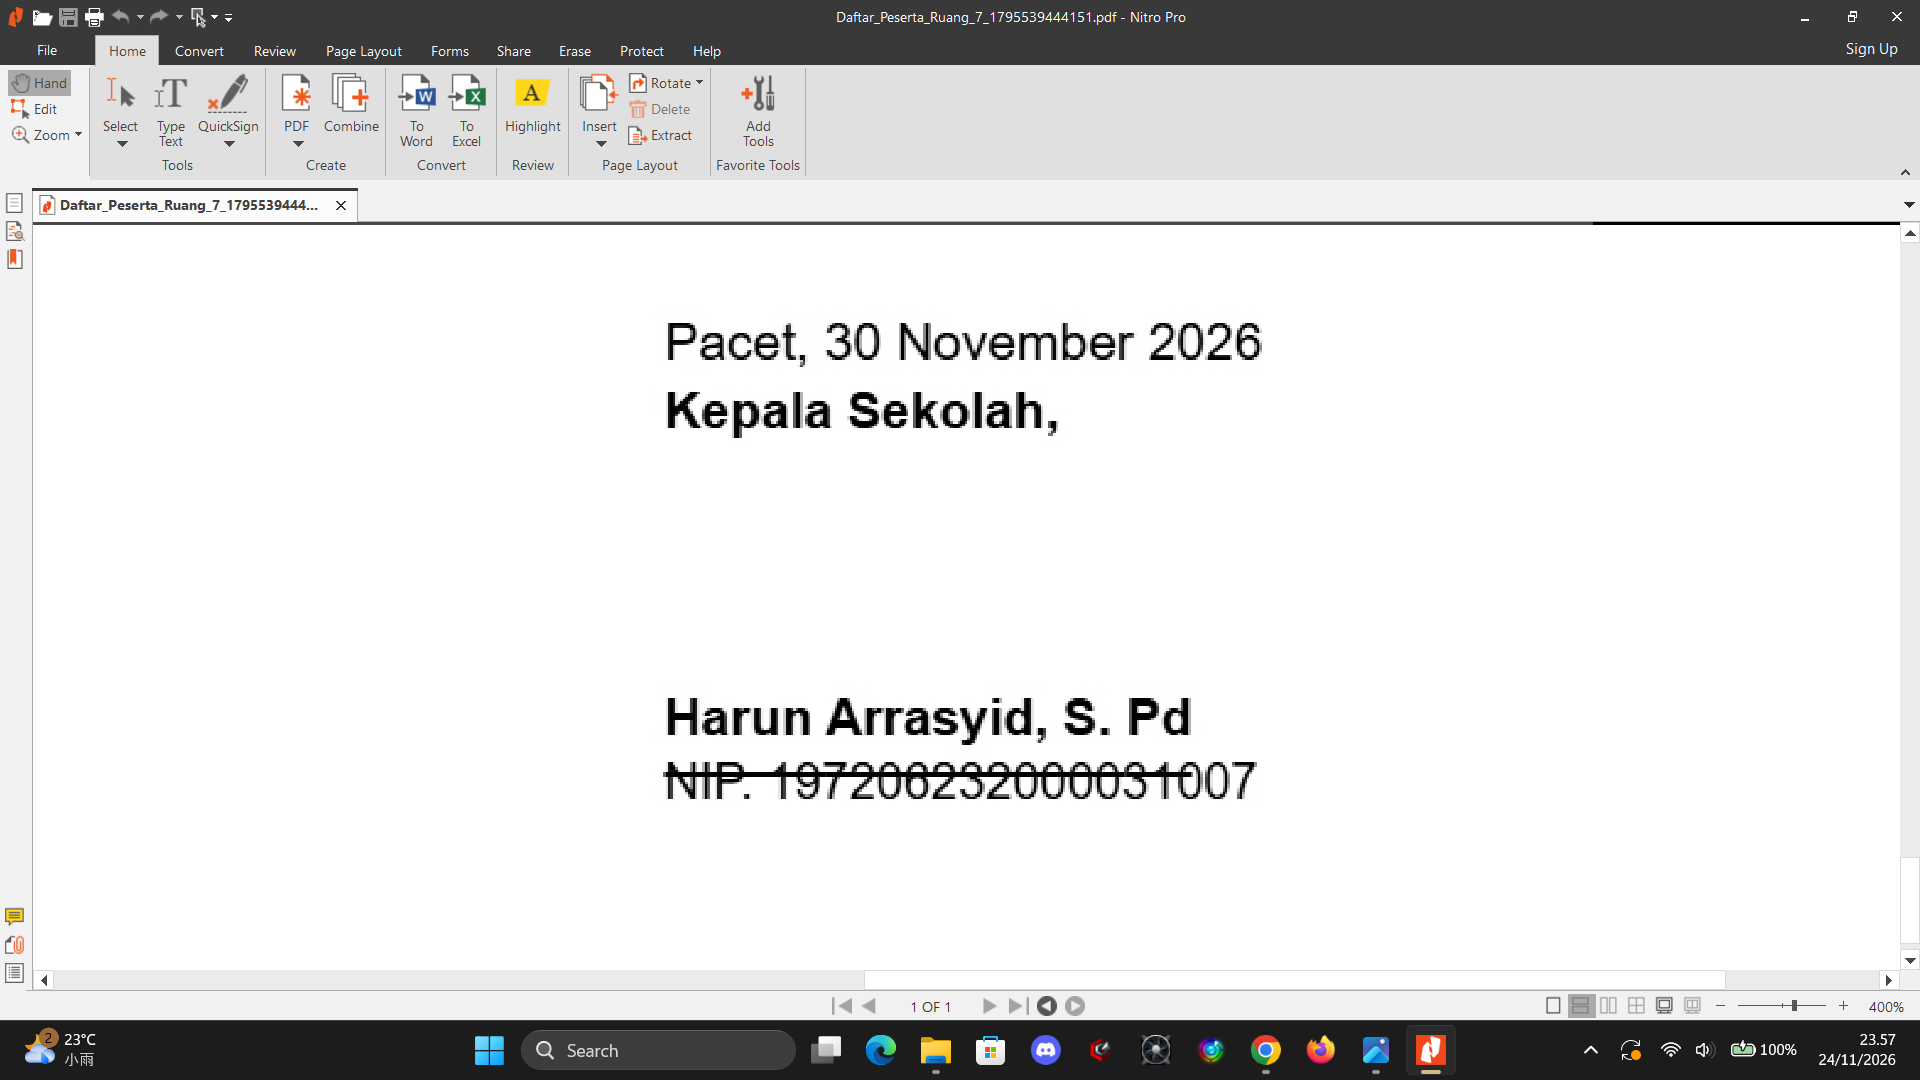 Daftar_Peserta_Ruang_7_1795539444151.pdf - Nitro Pro
File
Home
Convert
Review
Page Layout
Forms
Share
Erase
Protect
Help
Sign Up
Hand
Edit
Zoom
Select
Type Text
QuickSign
Tools
PDF
Combine
Create
To Word
To Excel
Convert
Highlight
Review
Insert
Rotate
Delete
Extract
Page Layout
Add Tools
Favorite Tools
Daftar_Peserta_Ruang_7_1795539444...
Pacet, 30 November 2026
Kepala Sekolah,
Harun Arrasyid, S. Pd
NIP. 197206232000031007
1 OF 1
400%
2
23°C
小雨
Search
100%
23.57
24/11/2026